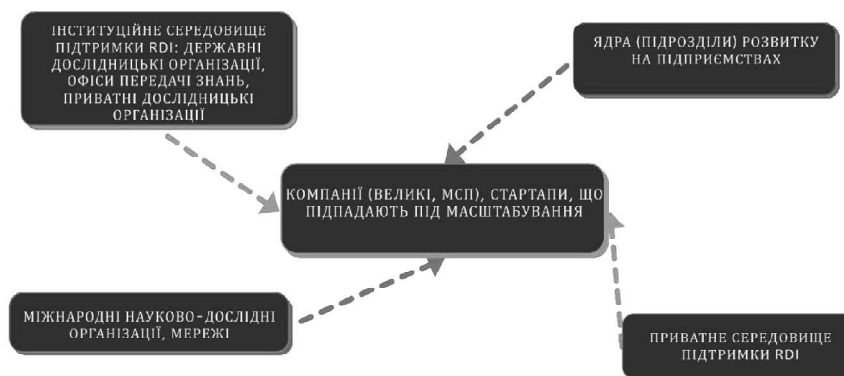 ІНСТИТУЦІЙНЕ СЕРЕДОВИЩЕ
ПІДТРИМКИ RDI: ДЕРЖАВНІ
ДОСЛІДНИЦЬКІ ОРГАНІЗАЦІЇ,
ОФІСИ ПЕРЕДАЧІ ЗНАНЬ,
ПРИВАТНІ ДОСЛІДНИЦЬКІ
ОРГАНІЗАЦІЇ
ЯДРА (ПІДРОЗДІЛИ) РОЗВИТКУ
НА ПІДПРИЄМСТВАХ
КОМПАНІЇ (ВЕЛИКІ, МСП), СТАРТАПИ, ЩО
ПІДПАДАЮТЬ ПІД МАСШТАБУВАННЯ
МІЖНАРОДНІ НАУКОВО-ДОСЛІДНІ
ОРГАНІЗАЦІЇ, МЕРЕЖІ
ПРИВАТНЕ СЕРЕДОВИЩЕ
ПІДТРИМКИ RDI